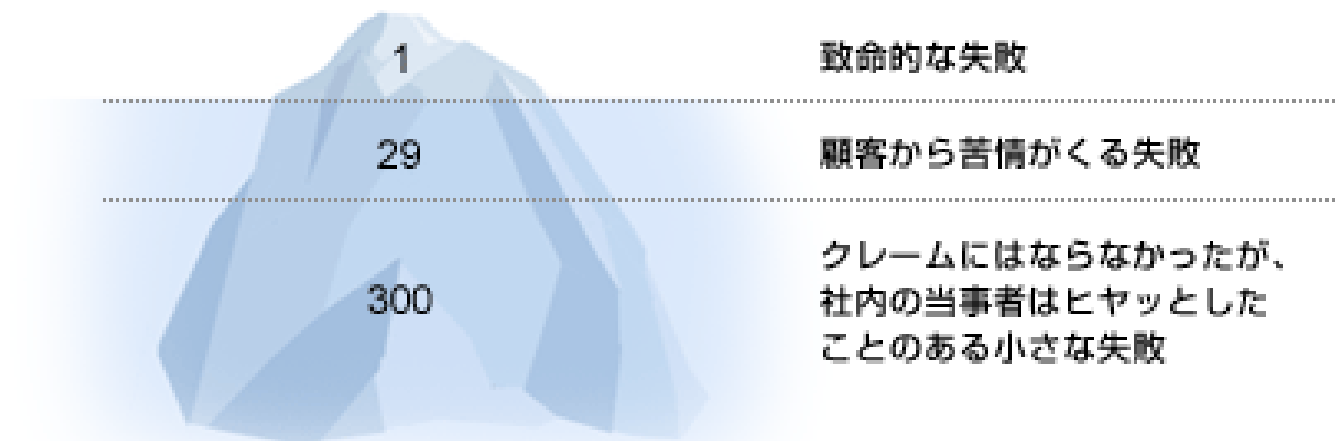 1
致命的な失敗
29
顧客から苦情がくる失敗
300
クレームにはならなかったが、
社内の当事者はヒヤッとした
ことのある小さな失敗